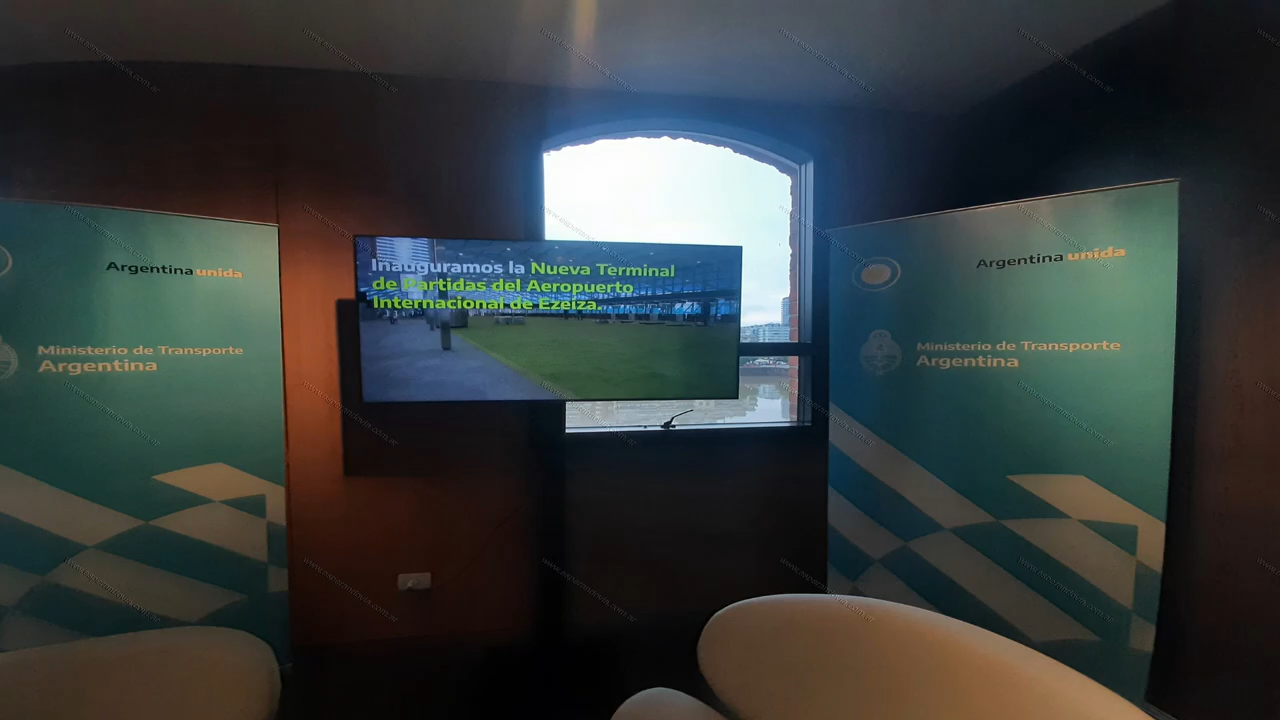 Argentina unida
Ministerio de Transporte
Argentina
Inauguramos la Nueva Terminal
de Partidas del Aeropuerto
Internacional de Ezeiza.
Argentina unida
Ministerio de Transporte
Argentina